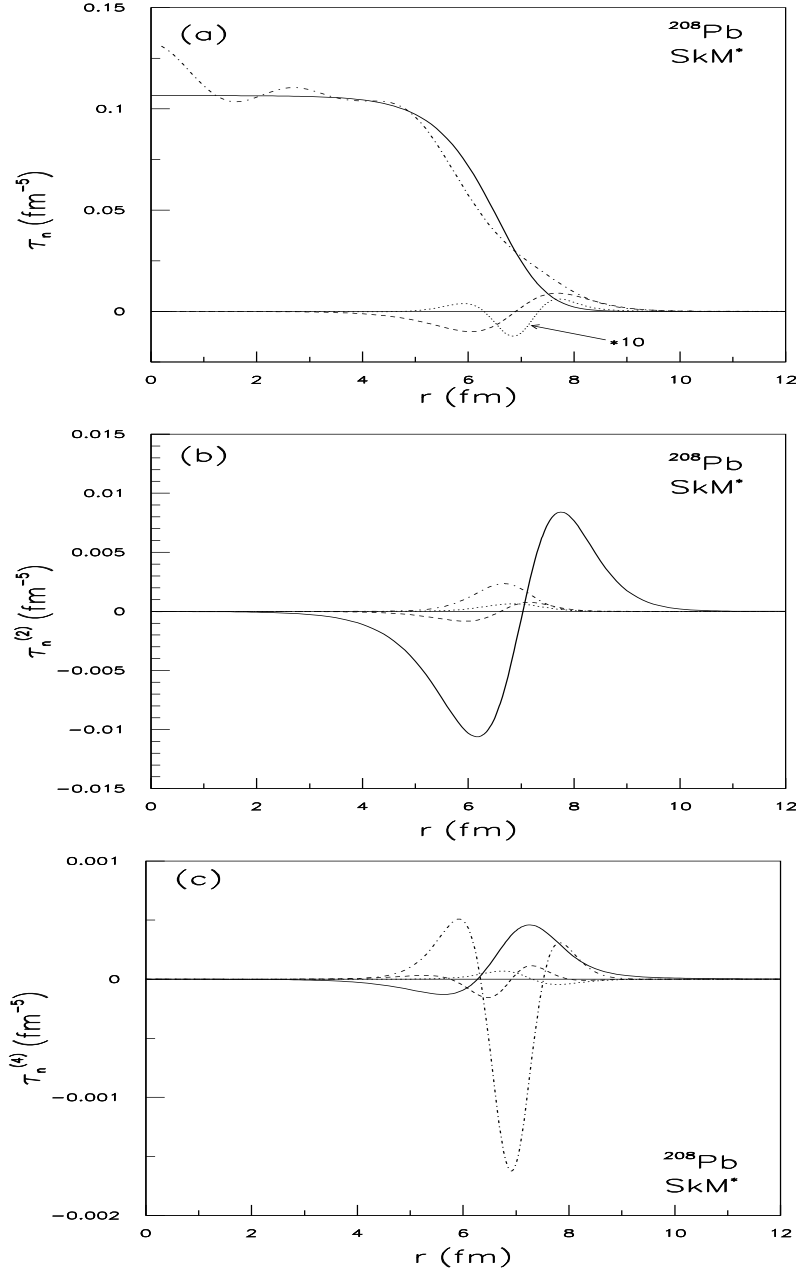 0.15
(a)
²⁰⁸Pb
SkM*
0.1
τₙ (fm⁻⁵)
0.05
0
*10
0 2 4 6 8 10 12
r (fm)
0.015
(b)
²⁰⁸Pb
SkM*
0.01
0.005
τₙ⁽²⁾ (fm⁻⁵)
0
−0.005
−0.01
−0.015
0 2 4 6 8 10 12
r (fm)
0.001
(c)
0
τₙ⁽⁴⁾ (fm⁻⁵)
−0.001
²⁰⁸Pb
SkM*
−0.002
0 2 4 6 8 10 12
r (fm)